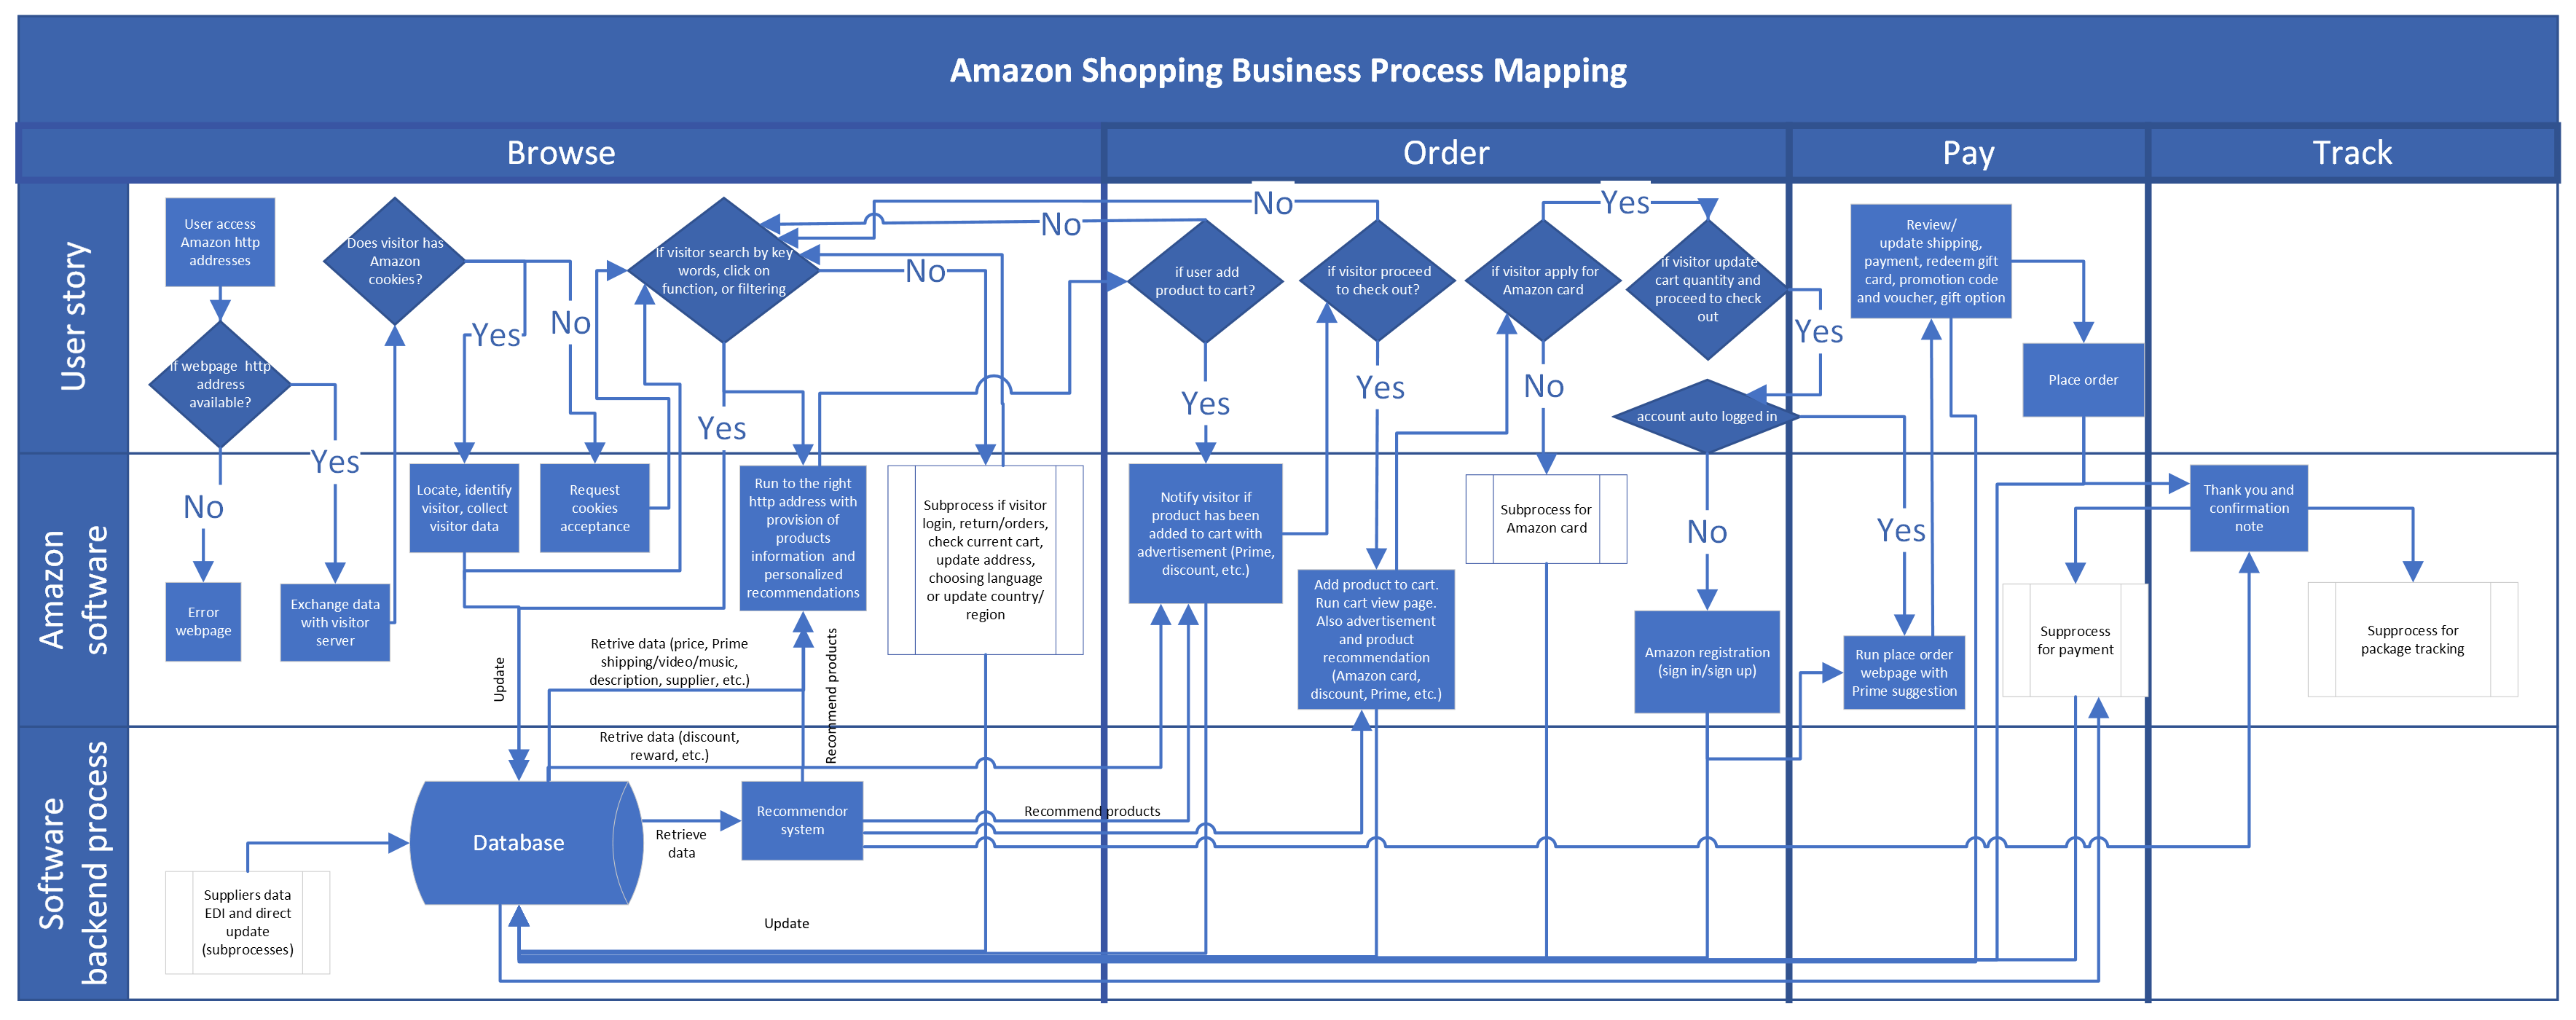 Amazon Shopping Business Process Mapping
Browse
Order
Pay
Track
User story
User access
Amazon http
addresses
If webpage http
address
available?
Does visitor has
Amazon
cookies?
If visitor search by key
words, click on
function, or filtering
if user add
product to cart?
if visitor proceed
to check out?
if visitor apply for
Amazon card
if visitor update
cart quantity and
proceed to check
out
account auto logged in
Review/
update shipping,
payment, redeem gift
card, promotion code
and voucher, gift option
Place order
No
Yes
Yes
No
No
Yes
No
No
Yes
Yes
Yes
No
Yes
No
Yes
Amazon
software
Error
webpage
Exchange data
with visitor
server
Locate, identify
visitor, collect
visitor data
Request
cookies
acceptance
Run to the right
http address with
provision of
products
information and
personalized
recommendations
Subprocess if visitor
login, return/orders,
check current cart,
update address,
choosing language
or update country/
region
Notify visitor if
product has been
added to cart with
advertisement (Prime,
discount, etc.)
Add product to cart.
Run cart view page.
Also advertisement
and product
recommendation
(Amazon card,
discount, Prime, etc.)
Subprocess for
Amazon card
Amazon registration
(sign in/sign up)
Run place order
webpage with
Prime suggestion
Supprocess
for payment
Thank you and
confirmation
note
Supprocess for
package tracking
Update
Retrive data (price, Prime
shipping/video/music,
description, supplier, etc.)
Recommend products
Retrive data (discount,
reward, etc.)
Software
backend process
Suppliers data
EDI and direct
update
(subprocesses)
Database
Retrieve
data
Recommendor
system
Recommend products
Update